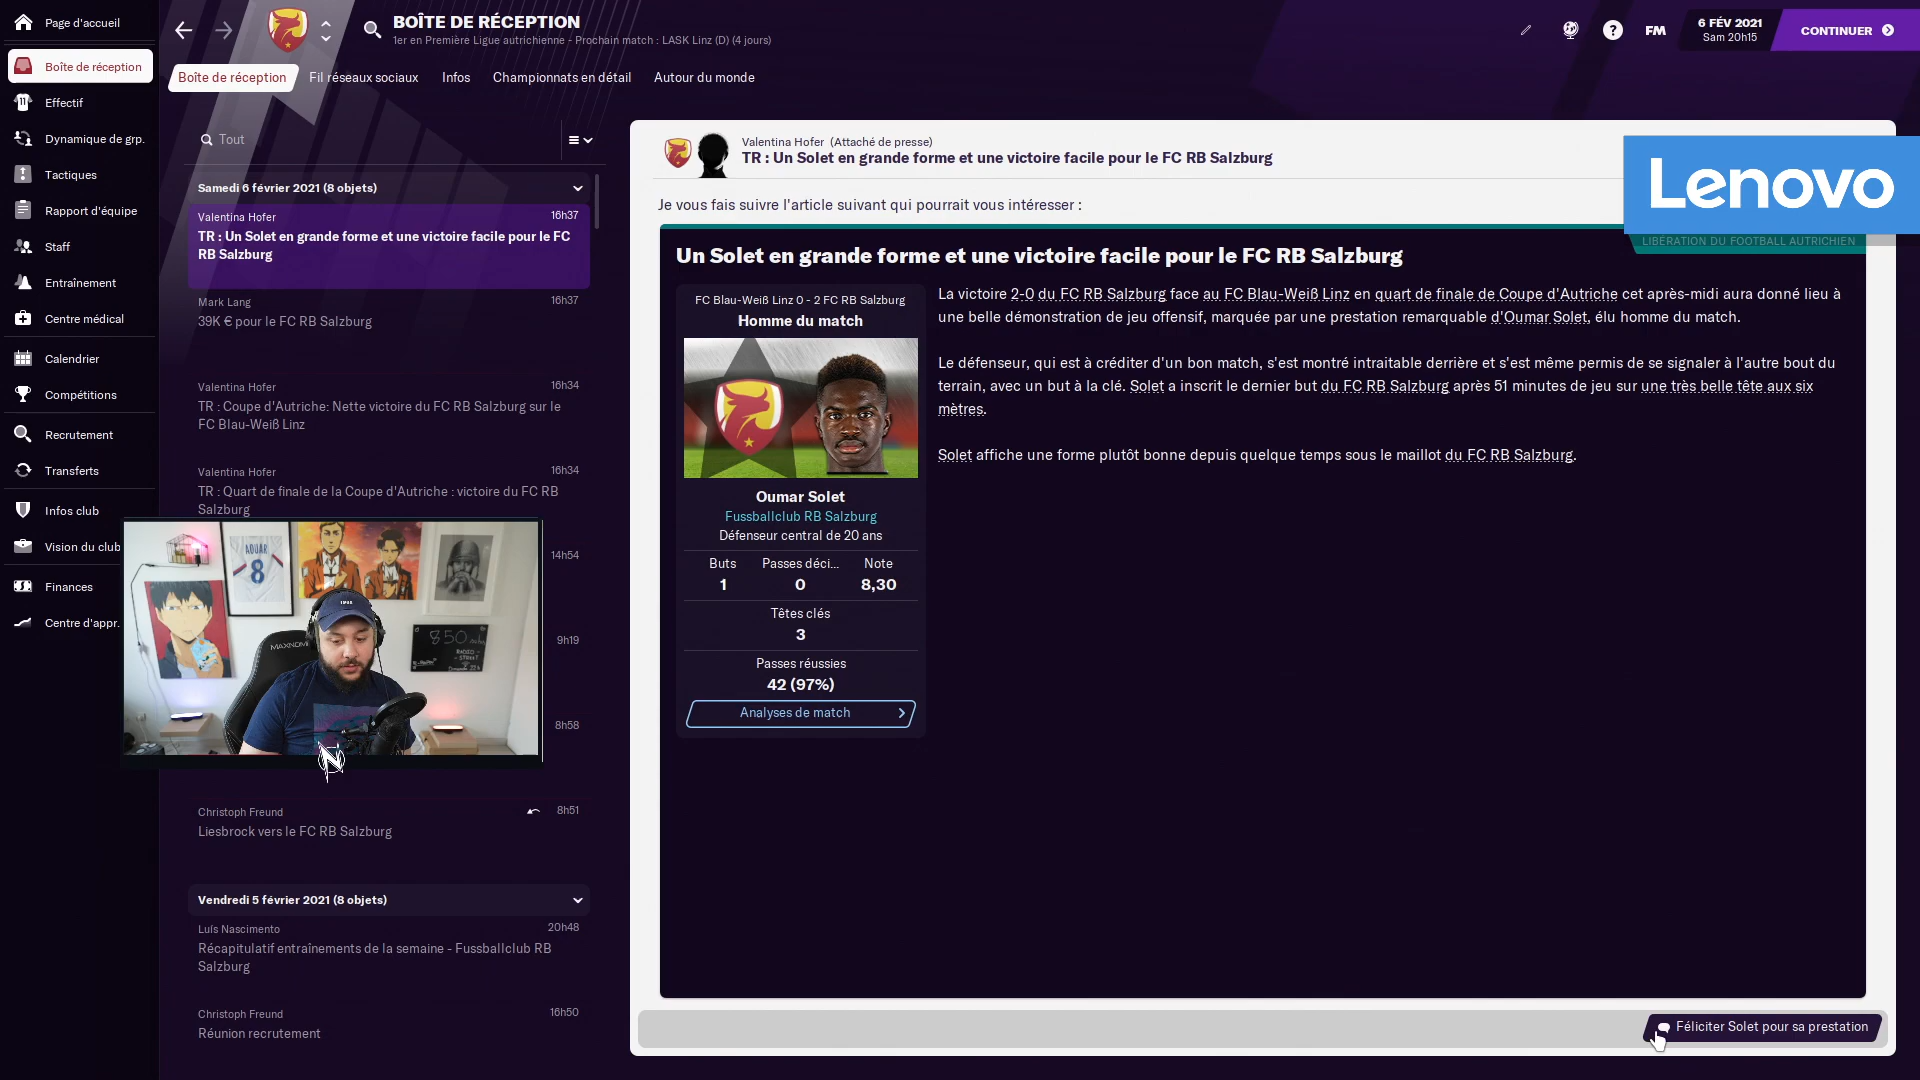 Page d'accueil
Boîte de réception
Effectif
Dynamique de grp.
Tactiques
Rapport d'équipe
Staff
Entraînement
Centre médical
Calendrier
Compétitions
Recrutement
Transferts
Infos club
Vision du club
Finances
Centre d'appr.
BOÎTE DE RÉCEPTION
1er en Première Ligue autrichienne - Prochain match : LASK Linz (D) (4 jours)
FM
6 FÉV 2021
Sam 20h15
CONTINUER
Boîte de réception
Fil réseaux sociaux
Infos
Championnats en détail
Autour du monde
Tout
Samedi 6 février 2021 (8 objets)
Valentina Hofer
16h37
TR : Un Solet en grande forme et une victoire facile pour le FC
RB Salzburg
Mark Lang
16h37
39K € pour le FC RB Salzburg
Valentina Hofer
16h34
TR : Coupe d'Autriche: Nette victoire du FC RB Salzburg sur le
FC Blau-Weiß Linz
Valentina Hofer
16h34
TR : Quart de finale de la Coupe d'Autriche : victoire du FC RB
Salzburg
14h54
9h19
8h58
AOUAR
8
MAXNOM
850
RADIO
Christoph Freund
8h51
Liesbrock vers le FC RB Salzburg
Vendredi 5 février 2021 (8 objets)
Luís Nascimento
20h48
Récapitulatif entraînements de la semaine - Fussballclub RB
Salzburg
Christoph Freund
16h50
Réunion recrutement
Valentina Hofer (Attaché de presse)
TR : Un Solet en grande forme et une victoire facile pour le FC RB Salzburg
Lenovo
Je vous fais suivre l'article suivant qui pourrait vous intéresser :
LIBÉRATION DU FOOTBALL AUTRICHIEN
Un Solet en grande forme et une victoire facile pour le FC RB Salzburg
FC Blau-Weiß Linz 0 - 2 FC RB Salzburg
Homme du match
Oumar Solet
Fussballclub RB Salzburg
Défenseur central de 20 ans
Buts
Passes déci...
Note
1
0
8,30
Têtes clés
3
Passes réussies
42 (97%)
Analyses de match
La victoire 2-0 du FC RB Salzburg face au FC Blau-Weiß Linz en quart de finale de Coupe d'Autriche cet après-midi aura donné lieu à
une belle démonstration de jeu offensif, marquée par une prestation remarquable d'Oumar Solet, élu homme du match.
Le défenseur, qui est à créditer d'un bon match, s'est montré intraitable derrière et s'est même permis de se signaler à l'autre bout du
terrain, avec un but à la clé. Solet a inscrit le dernier but du FC RB Salzburg après 51 minutes de jeu sur une très belle tête aux six
mètres.
Solet affiche une forme plutôt bonne depuis quelque temps sous le maillot du FC RB Salzburg.
Féliciter Solet pour sa prestation